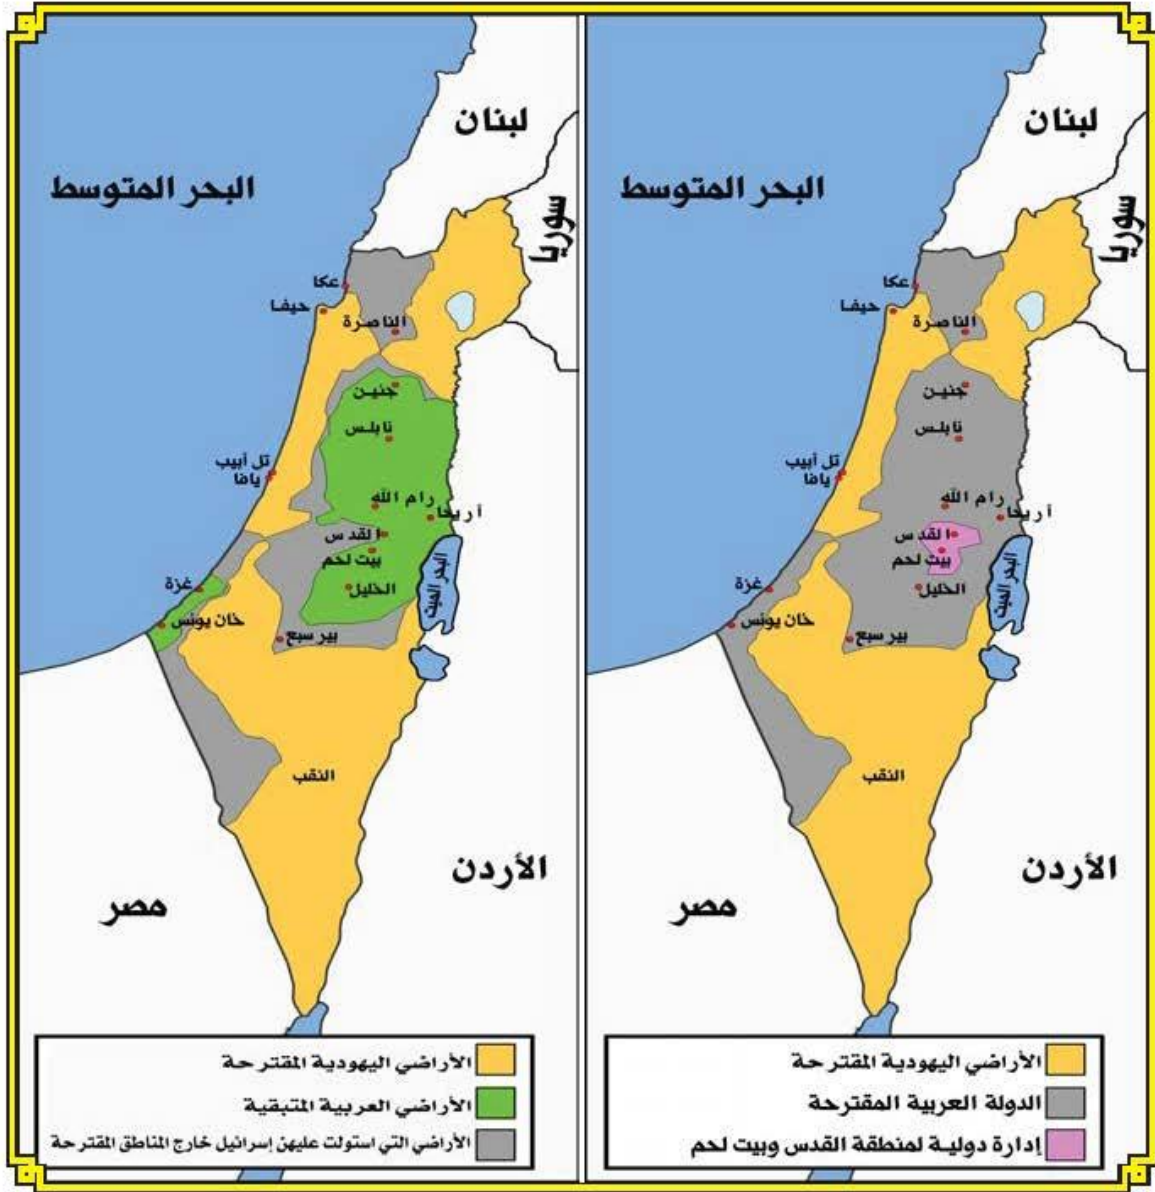 لبنان
سوريا
البحر المتوسط
عكا
حيفا
الناصرة
جنين
نابلس
تل أبيب
يافا
رام الله
أريحا
القدس
بيت لحم
البحر الميت
غزة
الخليل
خان يونس
بير سبع
النقب
الأردن
مصر
الأراضي اليهودية المقترحة
الدولة العربية المقترحة
إدارة دولية لمنطقة القدس وبيت لحم
لبنان
سوريا
البحر المتوسط
عكا
حيفا
الناصرة
جنين
نابلس
تل أبيب
يافا
رام الله
أريحا
القدس
بيت لحم
البحر الميت
غزة
الخليل
خان يونس
بير سبع
النقب
الأردن
مصر
الأراضي اليهودية المقترحة
الأراضي العربية المتبقية
الأراضي التي استولت عليهن إسرائيل خارج المناطق المقترحة